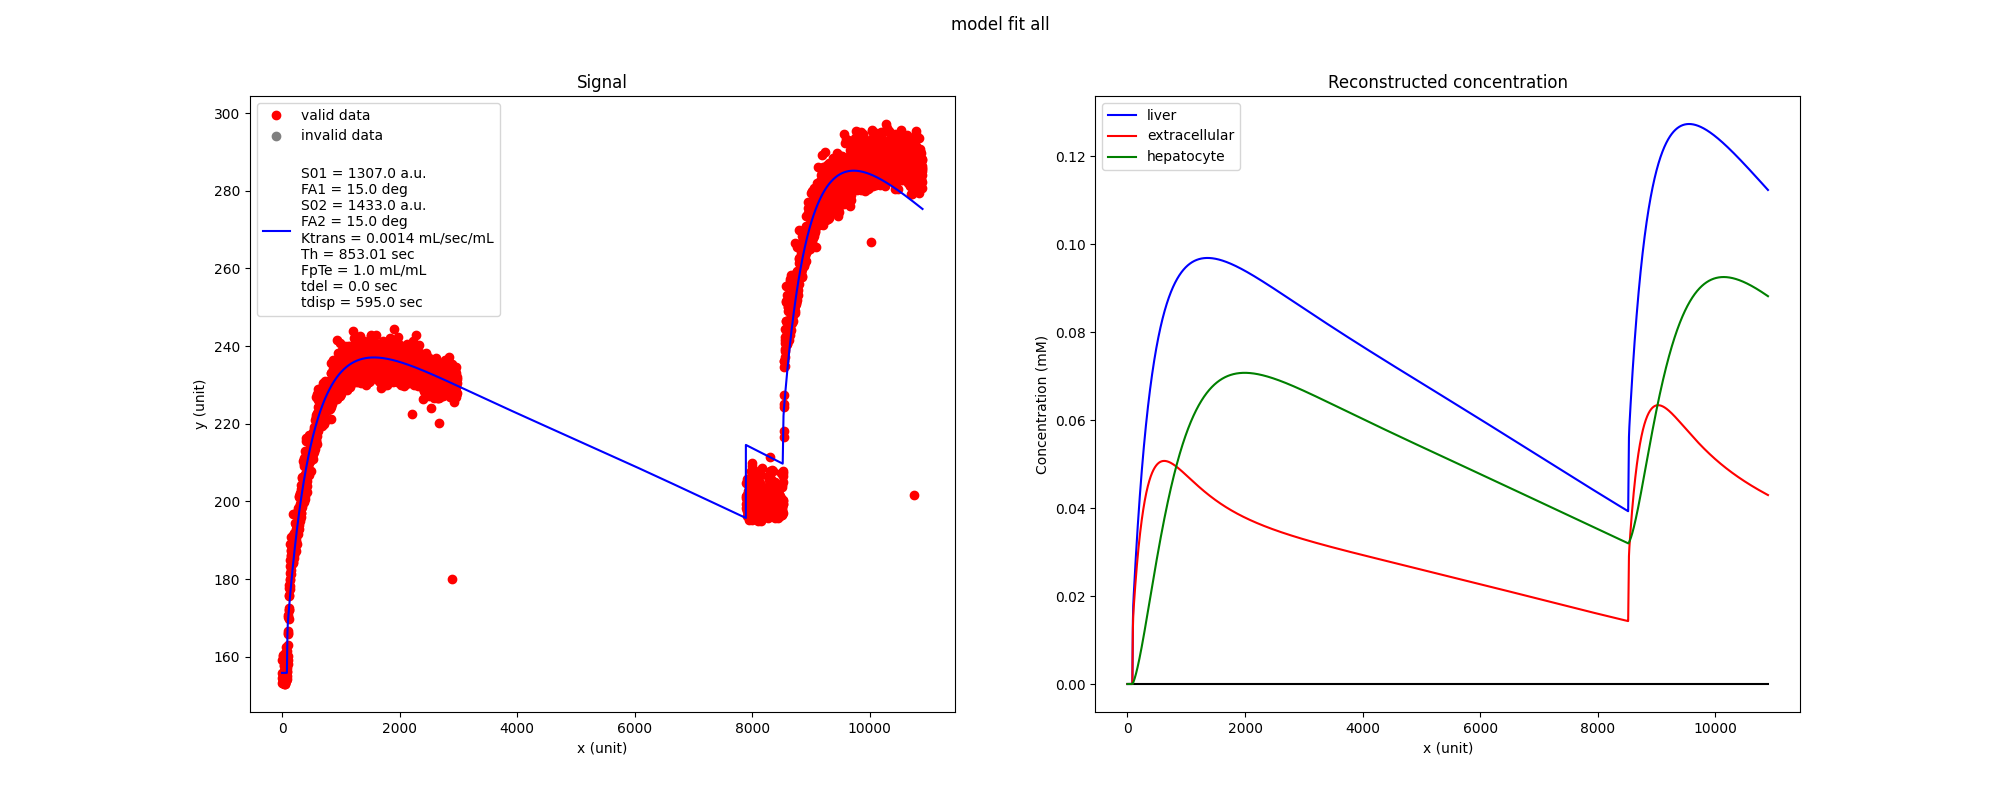 model fit all
Signal
300
280
260
240
220
200
180
160
y (unit)
valid data
invalid data
S01 = 1307.0 a.u.
FA1 = 15.0 deg
S02 = 1433.0 a.u.
FA2 = 15.0 deg
Ktrans = 0.0014 mL/sec/mL
Th = 853.01 sec
FpTe = 1.0 mL/mL
tdel = 0.0 sec
tdisp = 595.0 sec
0 2000 4000 6000 8000 10000
x (unit)
Reconstructed concentration
0.12
0.10
0.08
0.06
0.04
0.02
0.00
Concentration (mM)
liver
extracellular
hepatocyte
0 2000 4000 6000 8000 10000
x (unit)